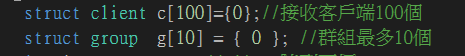 struct client c[100]={0};//接收客戶端100個
struct group  g[10] = { 0 }; //群組最多10個